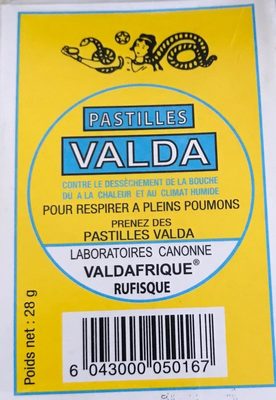 PASTILLES
VALDA
CONTRE LE DESSÈCHEMENT DE LA BOUCHE
DÛ A LA CHALEUR ET AU CLIMAT HUMIDE
POUR RESPIRER A PLEINS POUMONS
PRENEZ DES
PASTILLES VALDA
LABORATOIRES CANONNE
VALDAFRIQUE®
RUFISQUE
Poids net : 28 g
6 043000 050167